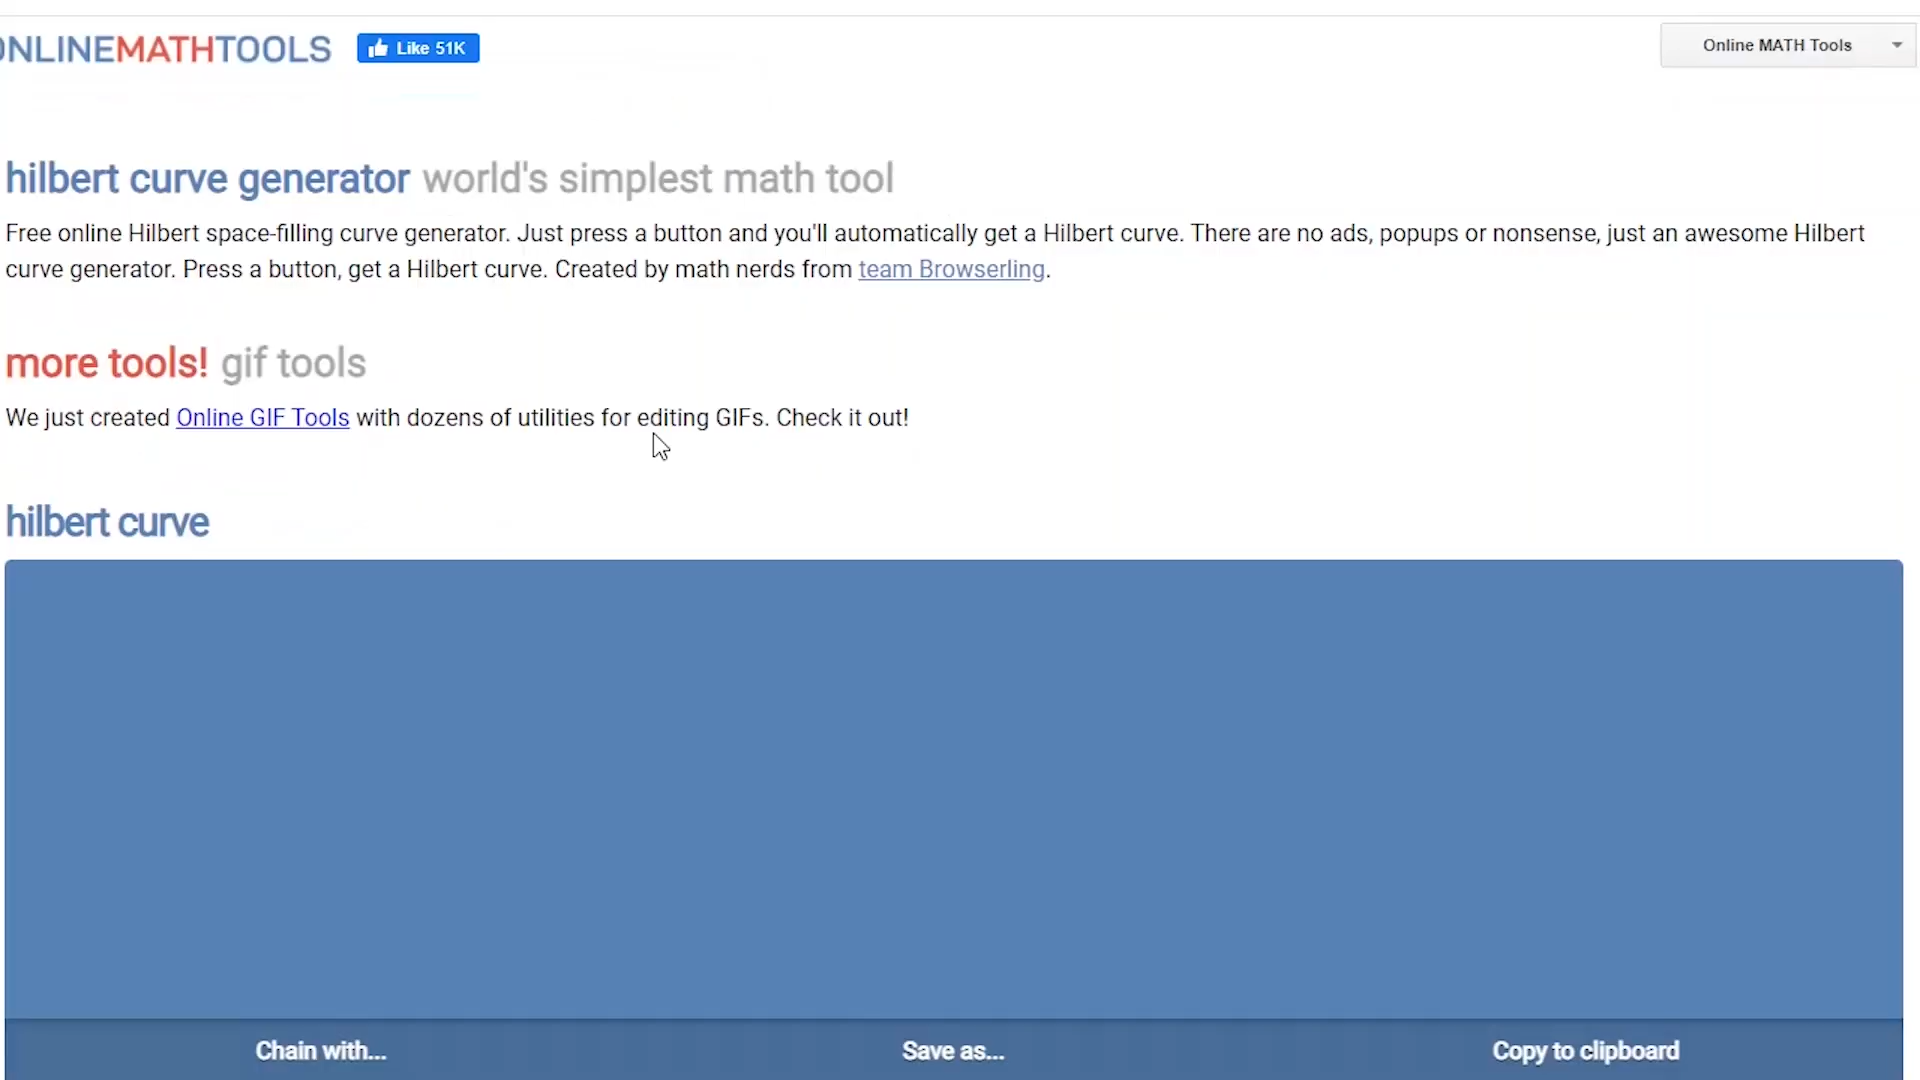 ONLINEMATHTOOLS
Like 51K
Online MATH Tools
hilbert curve generator world's simplest math tool
Free online Hilbert space-filling curve generator. Just press a button and you'll automatically get a Hilbert curve. There are no ads, popups or nonsense, just an awesome Hilbert
curve generator. Press a button, get a Hilbert curve. Created by math nerds from team Browserling.
more tools! gif tools
We just created Online GIF Tools with dozens of utilities for editing GIFs. Check it out!
hilbert curve
Chain with...
Save as...
Copy to clipboard